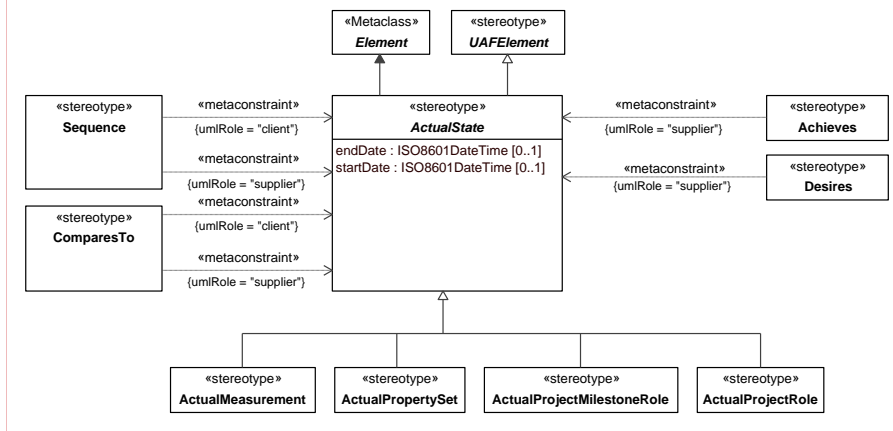 «Metaclass»
Element
«stereotype»
UAFElement
«stereotype»
Sequence
«metaconstraint»
{umlRole = "client"}
«metaconstraint»
{umlRole = "supplier"}
«stereotype»
ComparesTo
«metaconstraint»
{umlRole = "client"}
«metaconstraint»
{umlRole = "supplier"}
«stereotype»
ActualState
endDate : ISO8601DateTime [0..1]
startDate : ISO8601DateTime [0..1]
«metaconstraint»
{umlRole = "supplier"}
«stereotype»
Achieves
«metaconstraint»
{umlRole = "supplier"}
«stereotype»
Desires
«stereotype»
ActualMeasurement
«stereotype»
ActualPropertySet
«stereotype»
ActualProjectMilestoneRole
«stereotype»
ActualProjectRole